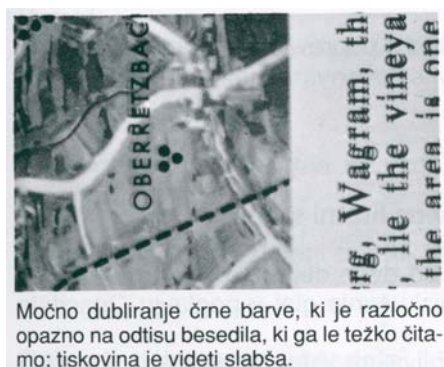 OBERRETZBACH
rg, Wagram, th
, lie the vineya
the area is one
Močno dubliranje črne barve, ki je razločno
opazno na odtisu besedila, ki ga le težko čita-
mo; tiskovina je videti slabša.